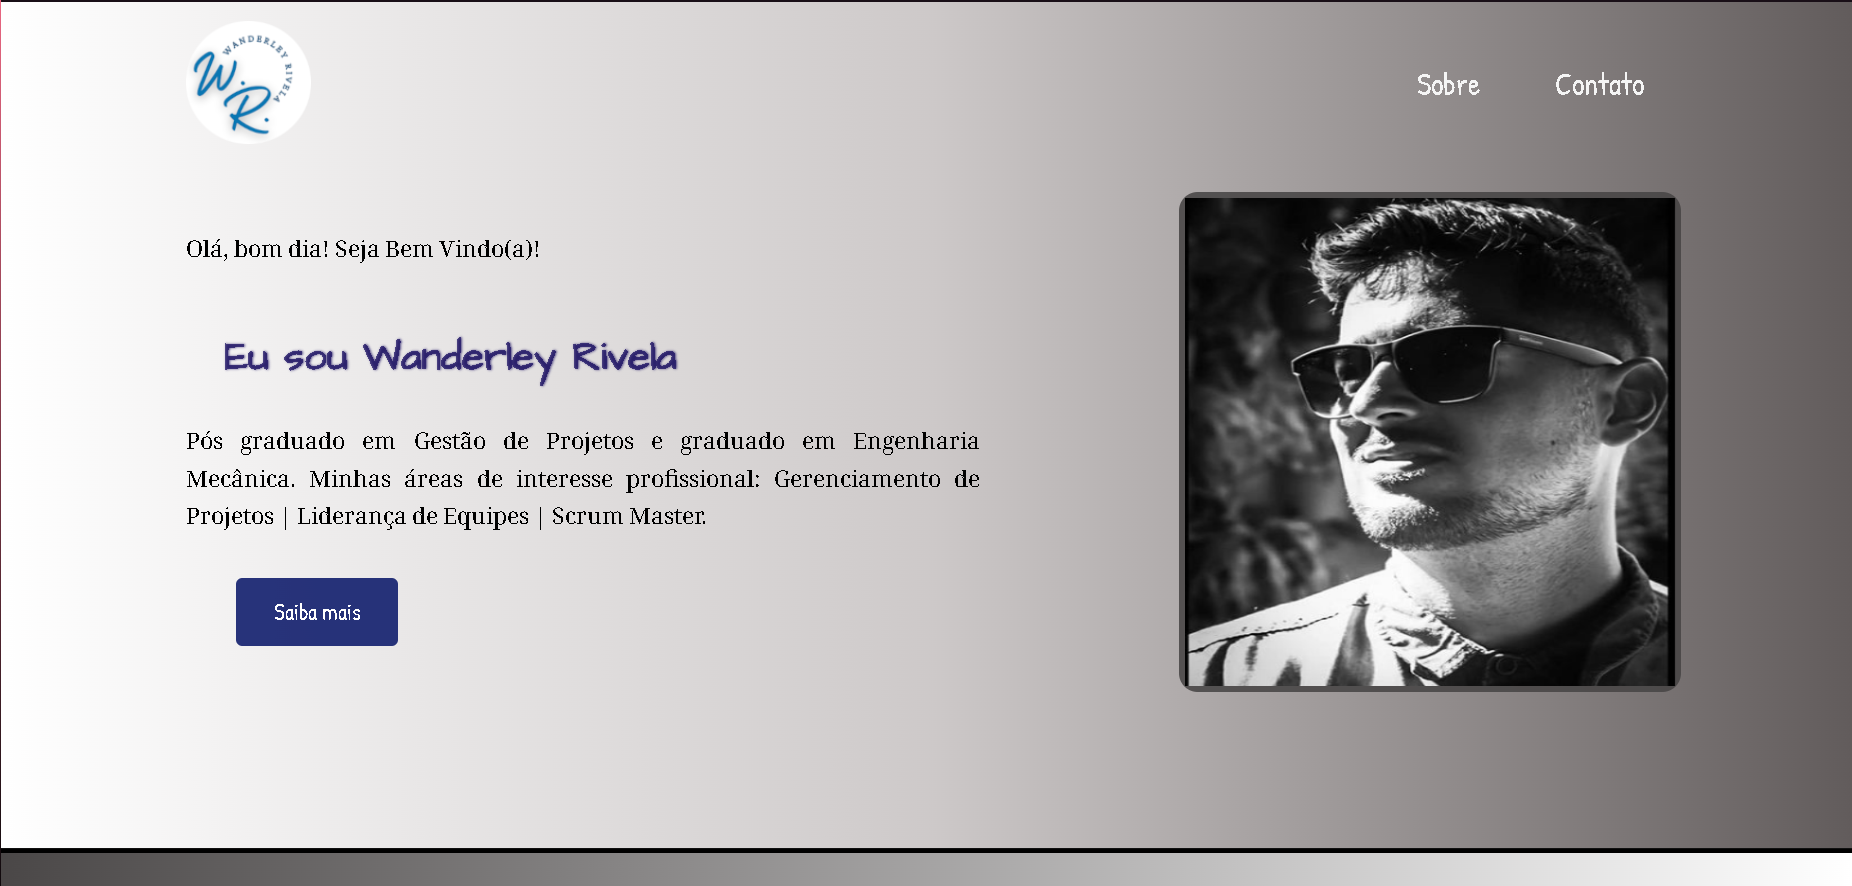 WANDERLEY RIVELA
W.
R.
Sobre
Contato
Olá, bom dia! Seja Bem Vindo(a)!
Eu sou Wanderley Rivela
Pós graduado em Gestão de Projetos e graduado em Engenharia
Mecânica. Minhas áreas de interesse profissional: Gerenciamento de
Projetos | Liderança de Equipes | Scrum Master.
Saiba mais